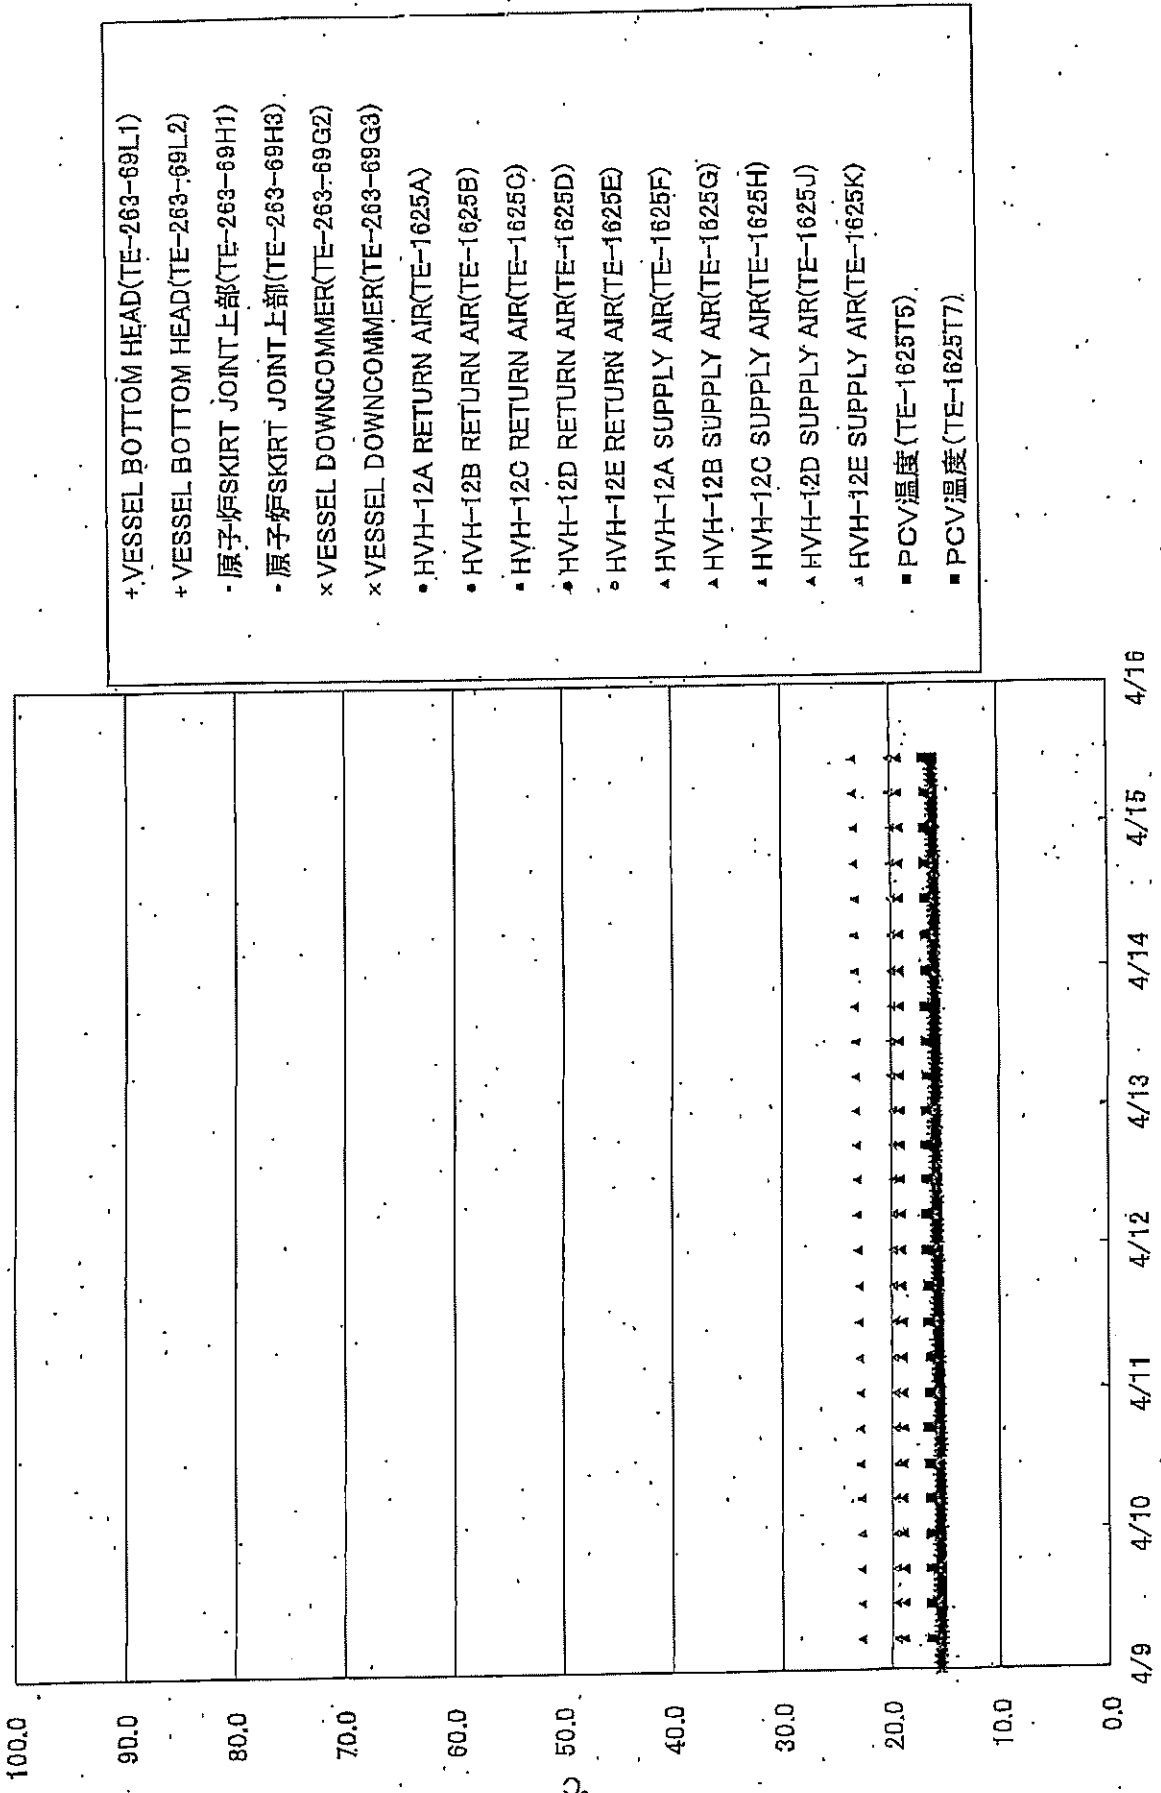 100.0
90.0
80.0
70.0
60.0
50.0
40.0
30.0
20.0
10.0
0.0
℃
4/9
4/10
4/11
4/12
4/13
4/14
4/15
4/16
+VESSEL BOTTOM HEAD(TE-263-69L1)
+VESSEL BOTTOM HEAD(TE-263-69L2)
-原子炉SKIRT JOINT上部(TE-263-69H1)
-原子炉SKIRT JOINT上部(TE-263-69H3)
×VESSEL DOWNCOMMER(TE-263-69G2)
×VESSEL DOWNCOMMER(TE-263-69G3)
●HVH-12A RETURN AIR(TE-1625A)
●HVH-12B RETURN AIR(TE-1625B)
●HVH-12C RETURN AIR(TE-1625C)
●HVH-12D RETURN AIR(TE-1625D)
○HVH-12E RETURN AIR(TE-1625E)
▲HVH-12A SUPPLY AIR(TE-1625F)
▲HVH-12B SUPPLY AIR(TE-1625G)
▲HVH-12C SUPPLY AIR(TE-1625H)
▲HVH-12D SUPPLY AIR(TE-1625J)
△HVH-12E SUPPLY AIR(TE-1625K)
■PCV温度(TE-1625T5)
■PCV温度(TE-1625T7)